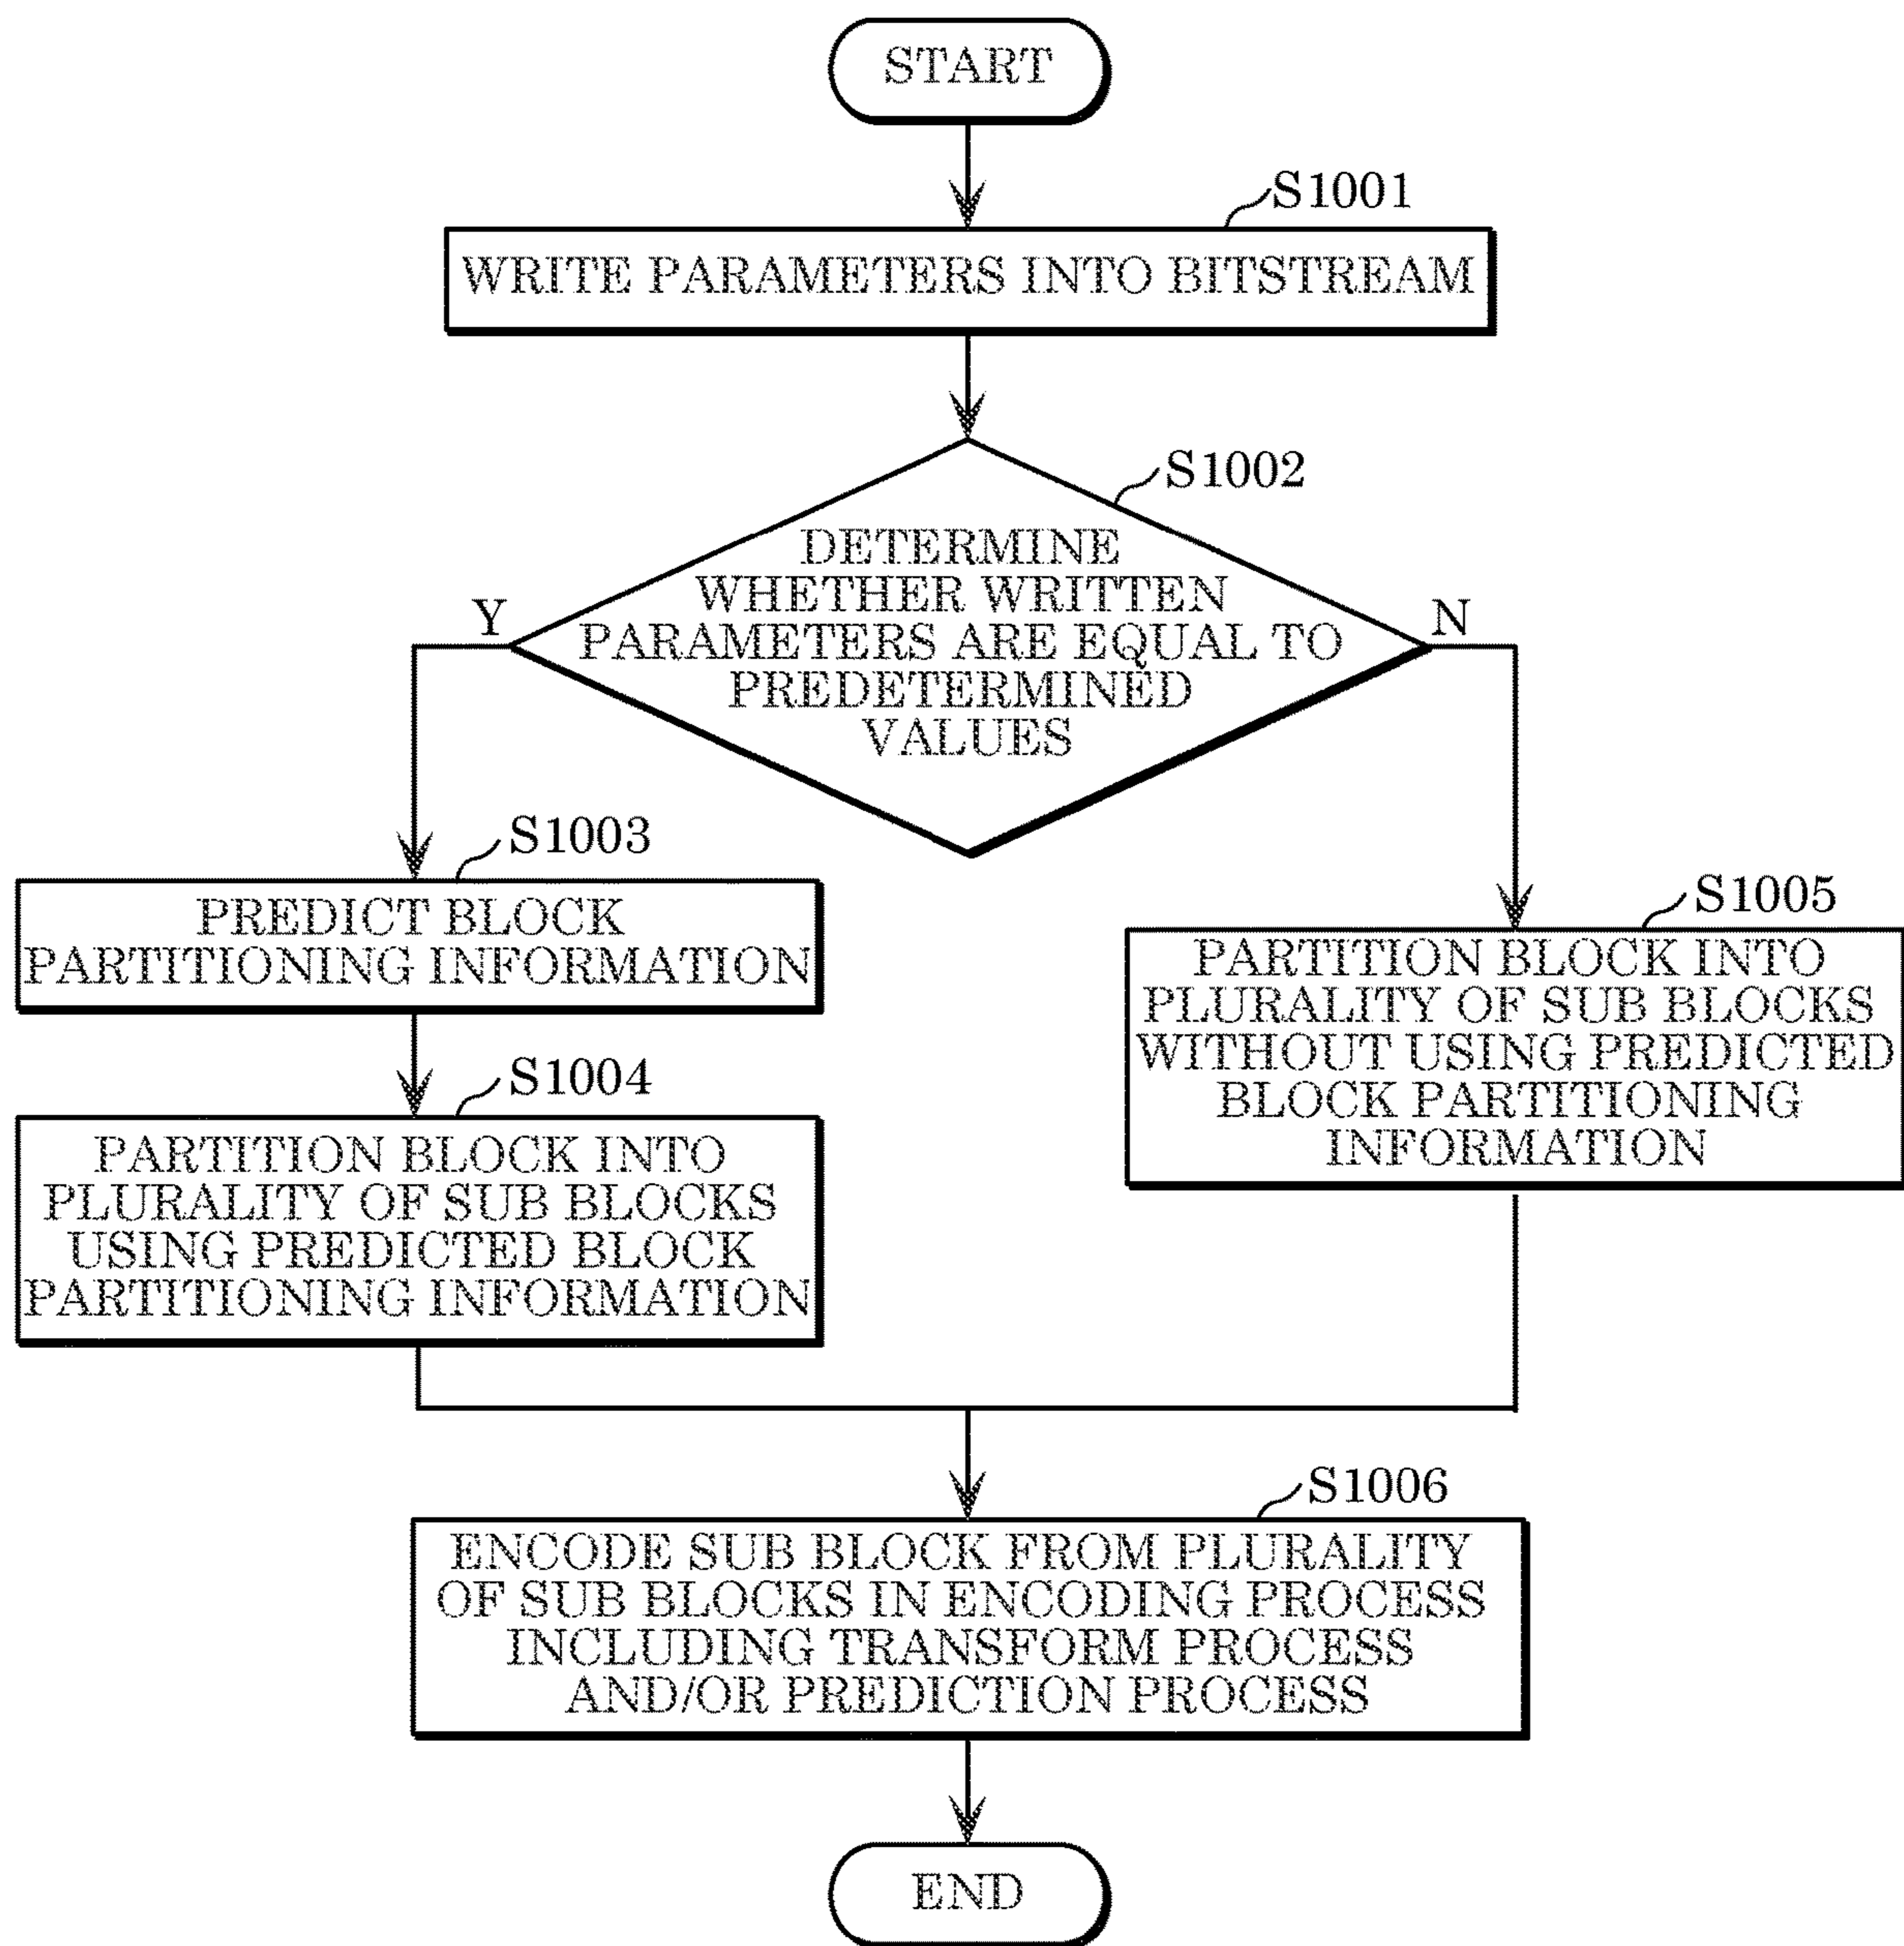 START
S1001
WRITE PARAMETERS INTO BITSTREAM
S1002
DETERMINE
WHETHER WRITTEN
PARAMETERS ARE EQUAL TO
PREDETERMINED
VALUES
Y
N
S1003
PREDICT BLOCK
PARTITIONING INFORMATION
S1004
PARTITION BLOCK INTO
PLURALITY OF SUB BLOCKS
USING PREDICTED BLOCK
PARTITIONING INFORMATION
S1005
PARTITION BLOCK INTO
PLURALITY OF SUB BLOCKS
WITHOUT USING PREDICTED
BLOCK PARTITIONING
INFORMATION
S1006
ENCODE SUB BLOCK FROM PLURALITY
OF SUB BLOCKS IN ENCODING PROCESS
INCLUDING TRANSFORM PROCESS
AND/OR PREDICTION PROCESS
END